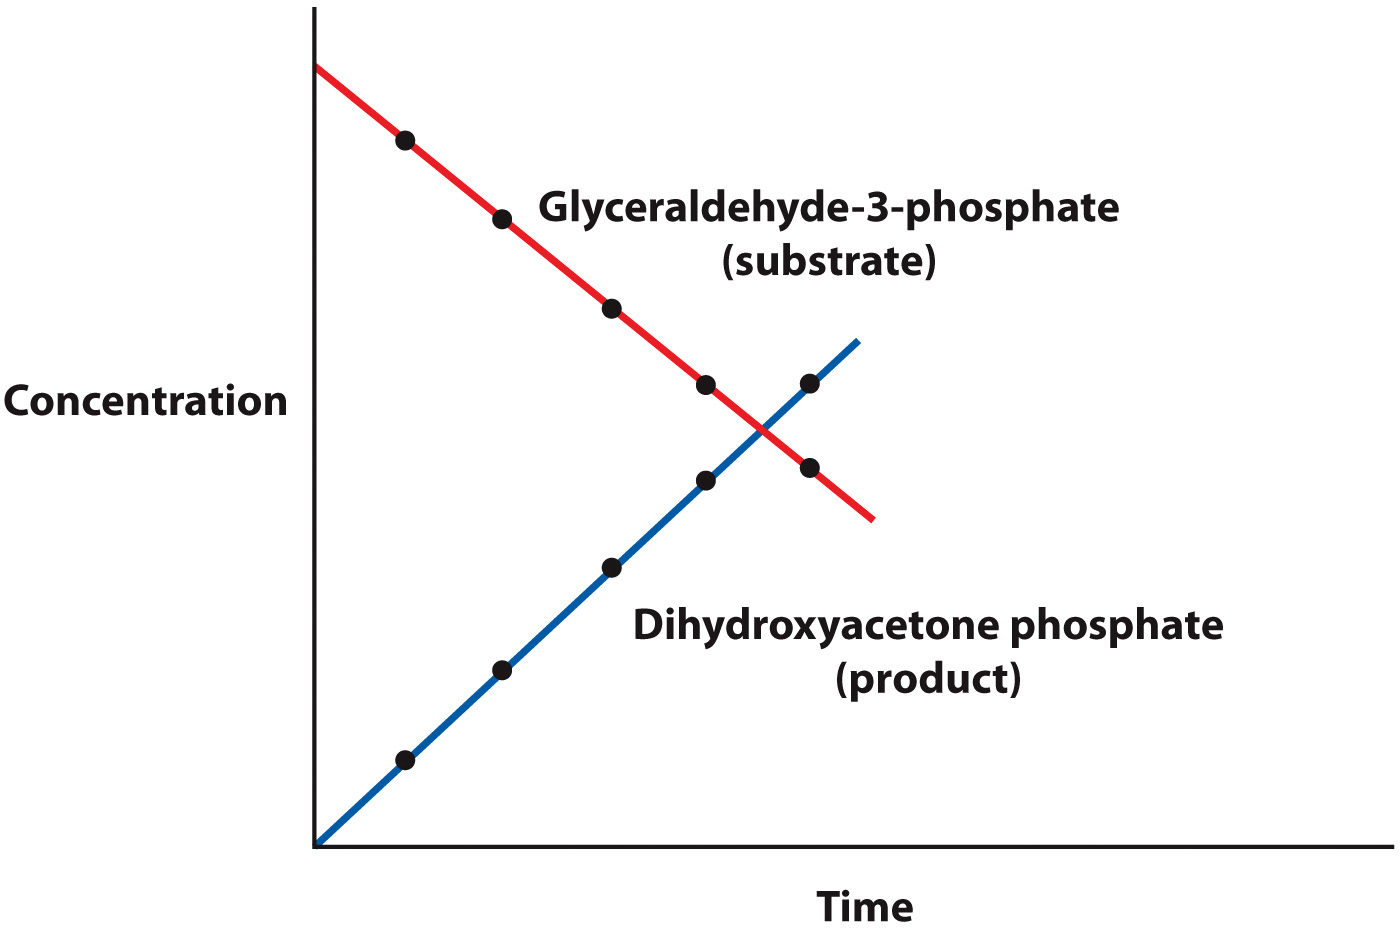 Glyceraldehyde-3-phosphate
(substrate)
Concentration
Dihydroxyacetone phosphate
(product)
Time